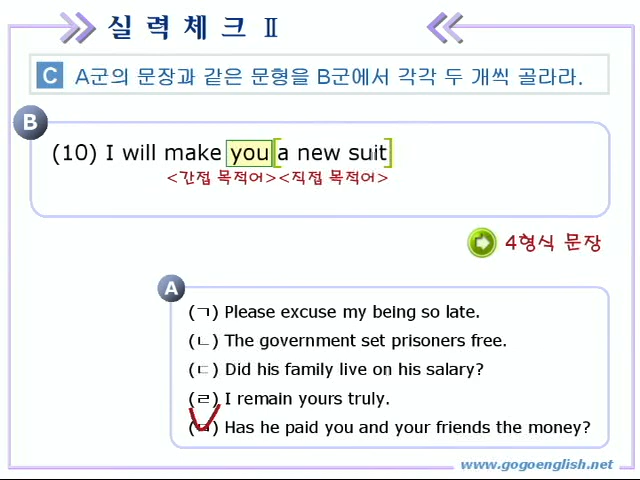 실력체크 Ⅱ
C A군의 문장과 같은 문형을 B군에서 각각 두 개씩 골라라.
B
(10) I will make you [a new suit]
<간접 목적어><직접 목적어>
4형식 문장
A
(ㄱ) Please excuse my being so late.
(ㄴ) The government set prisoners free.
(ㄷ) Did his family live on his salary?
(ㄹ) I remain yours truly.
(ㅁ) Has he paid you and your friends the money?
www.gogoenglish.net